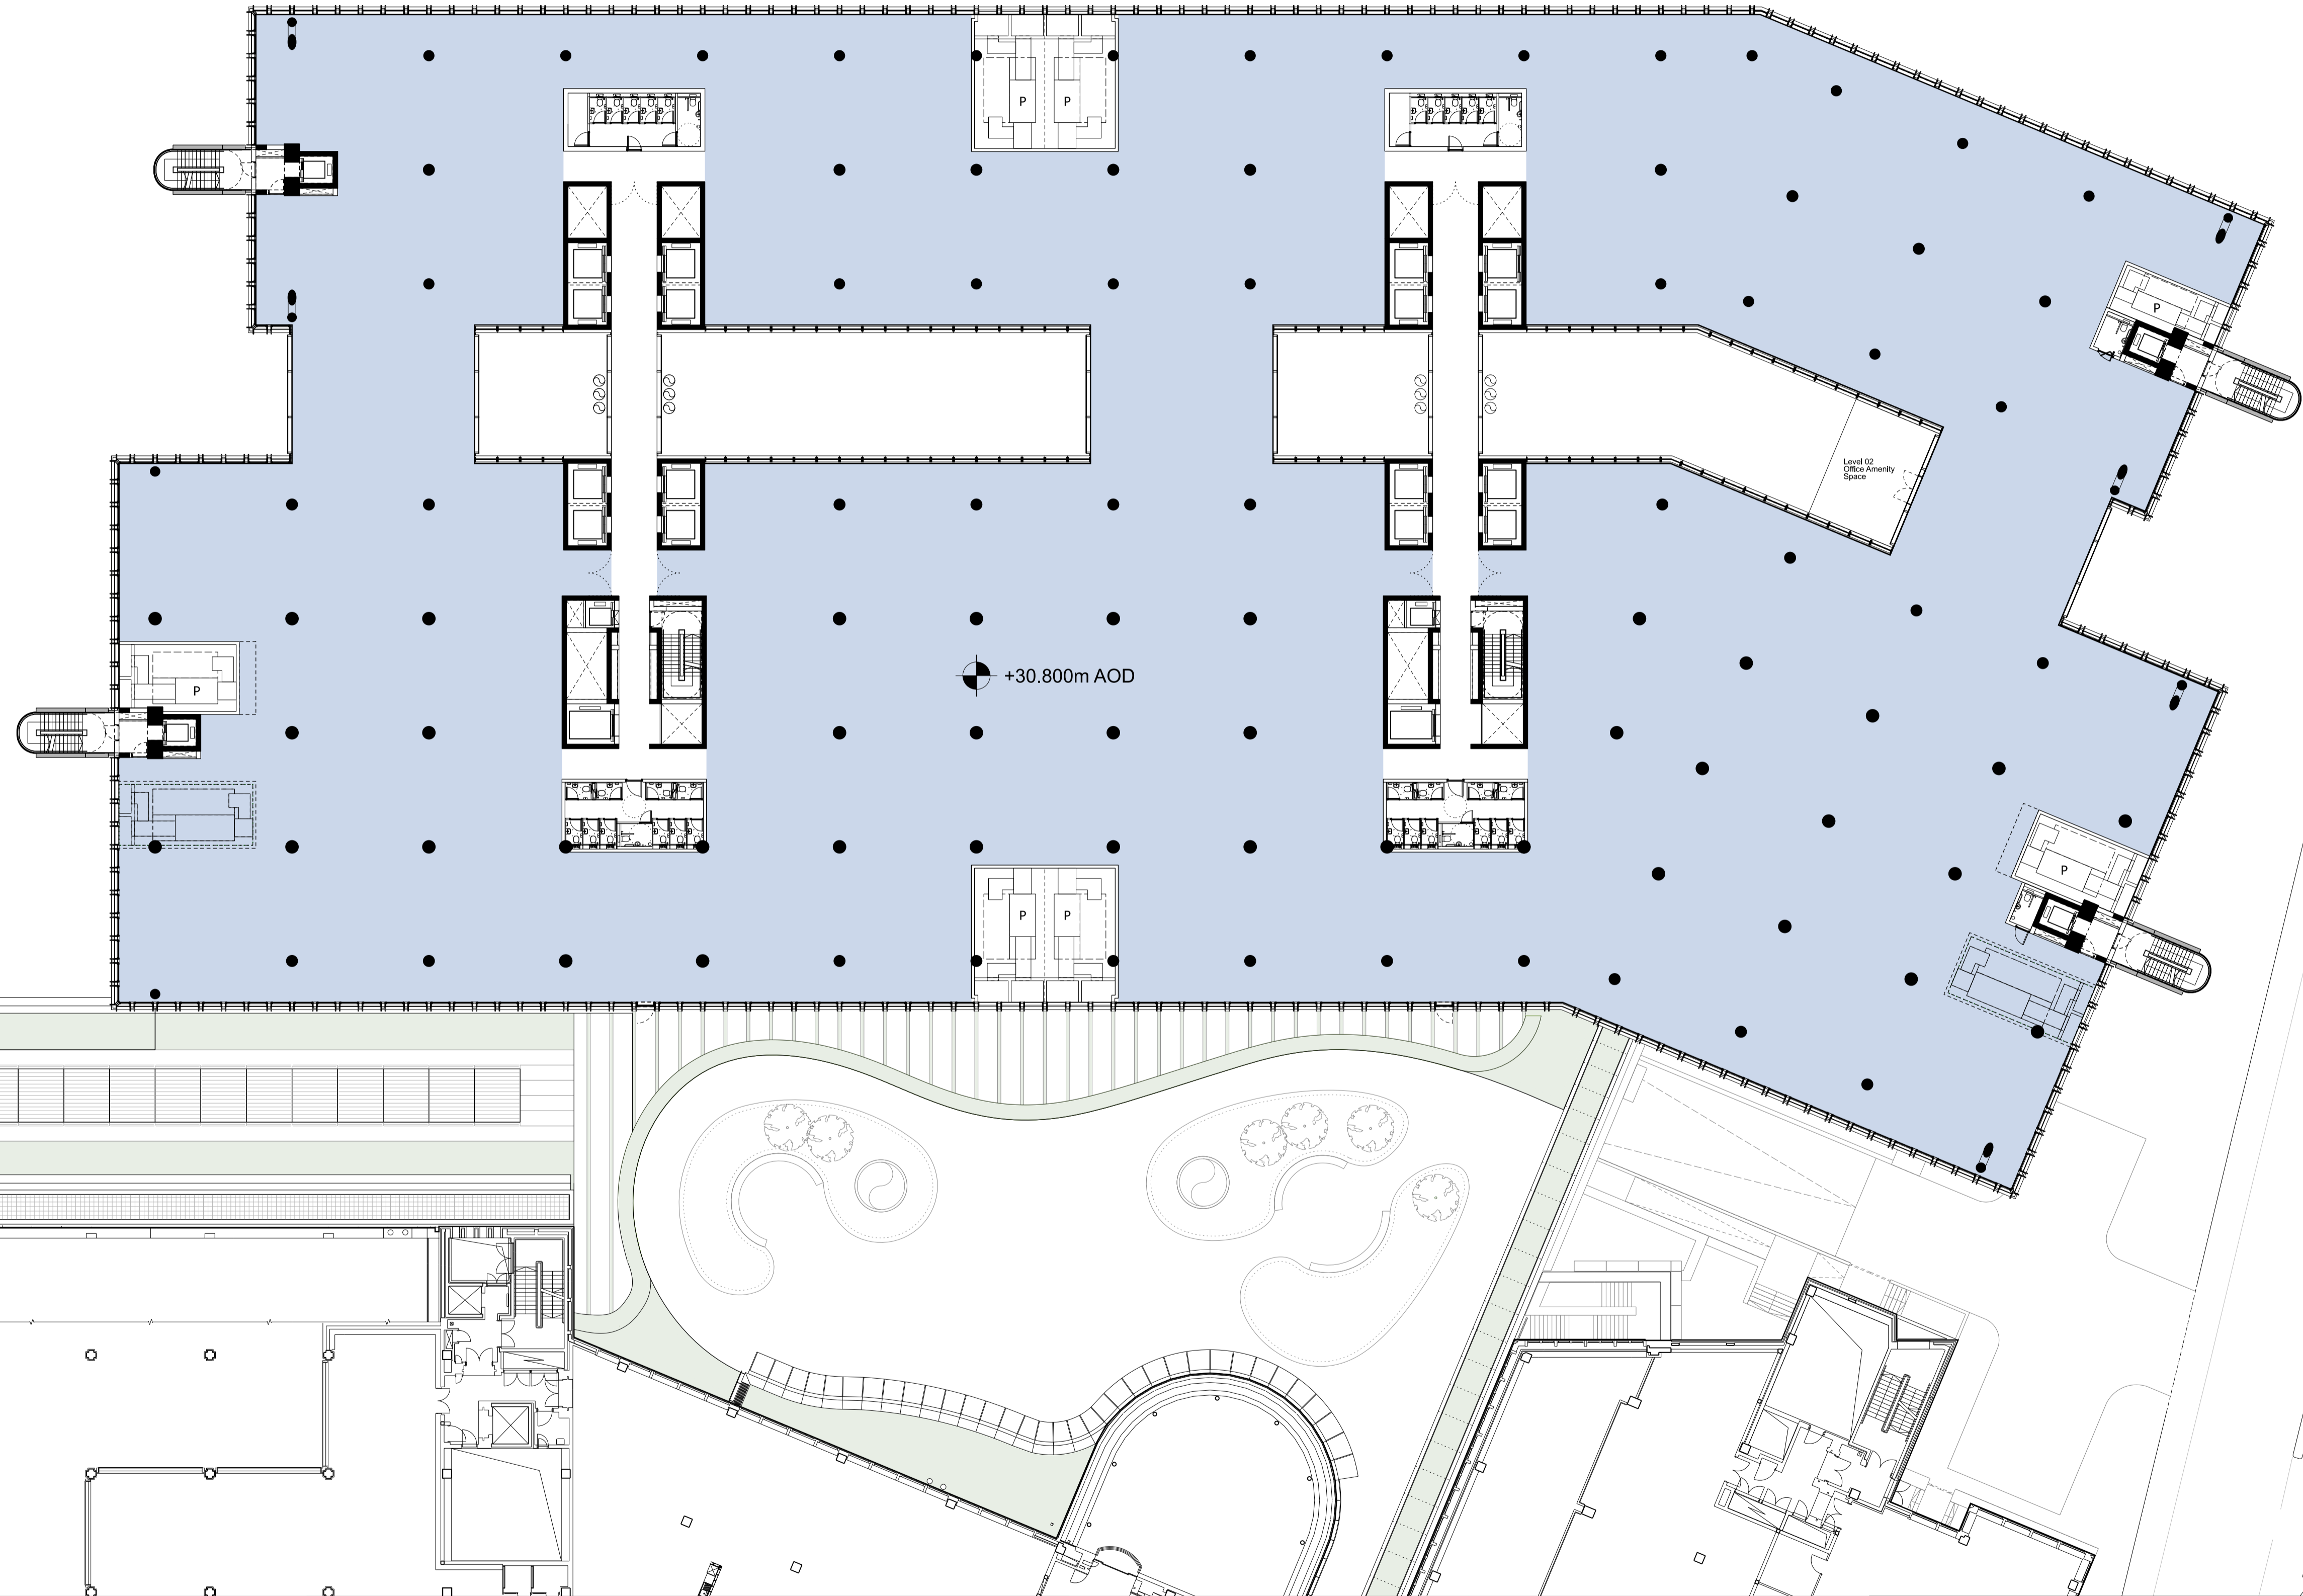 P P
P
Level 02
Office Amenity
Space
+30.800m AOD
P
P
P P